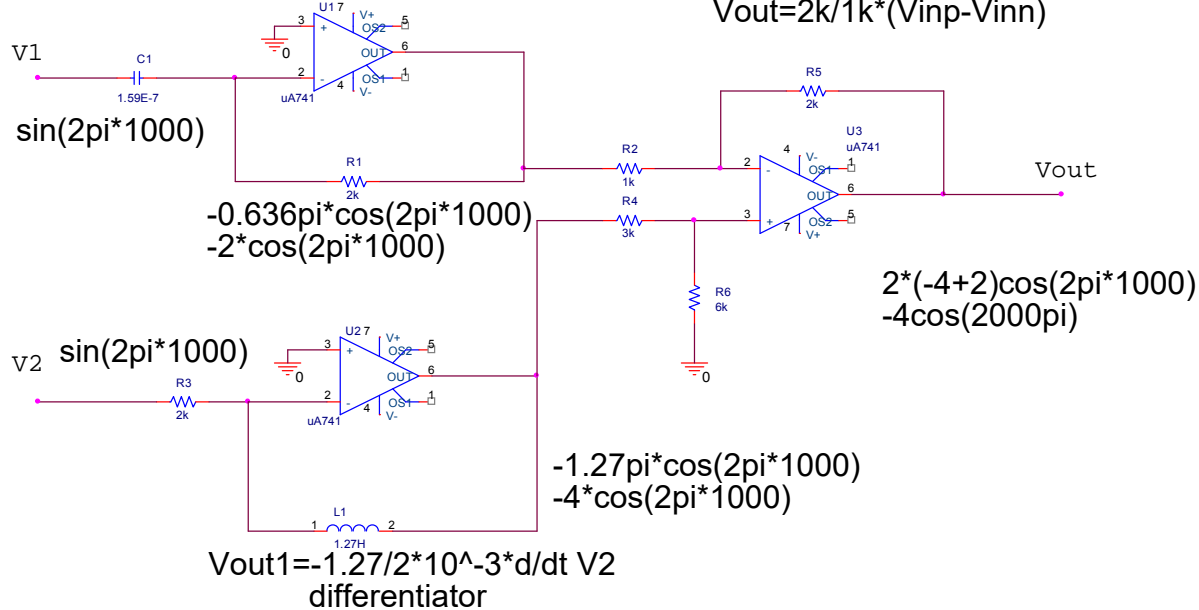 Vout=2k/1k*(Vinp-Vinn)
V1
C1
1.59E-7
sin(2pi*1000)
U1
7
3
+
V+
OS2
5
0
OUT
6
2
-
4
OS1
1
V-
uA741
R1
2k
-0.636pi*cos(2pi*1000)
-2*cos(2pi*1000)
R2
1k
R4
3k
R5
2k
U3
uA741
4
V-
1
2
-
OS1
OUT
6
3
+
OS2
5
7
V+
Vout
R6
6k
0
2*(-4+2)cos(2pi*1000)
-4cos(2000pi)
V2
sin(2pi*1000)
R3
2k
U2
7
3
+
V+
OS2
5
0
OUT
6
2
-
4
OS1
1
V-
uA741
-1.27pi*cos(2pi*1000)
-4*cos(2pi*1000)
L1
1
2
1.27H
Vout1=-1.27/2*10^-3*d/dt V2
differentiator